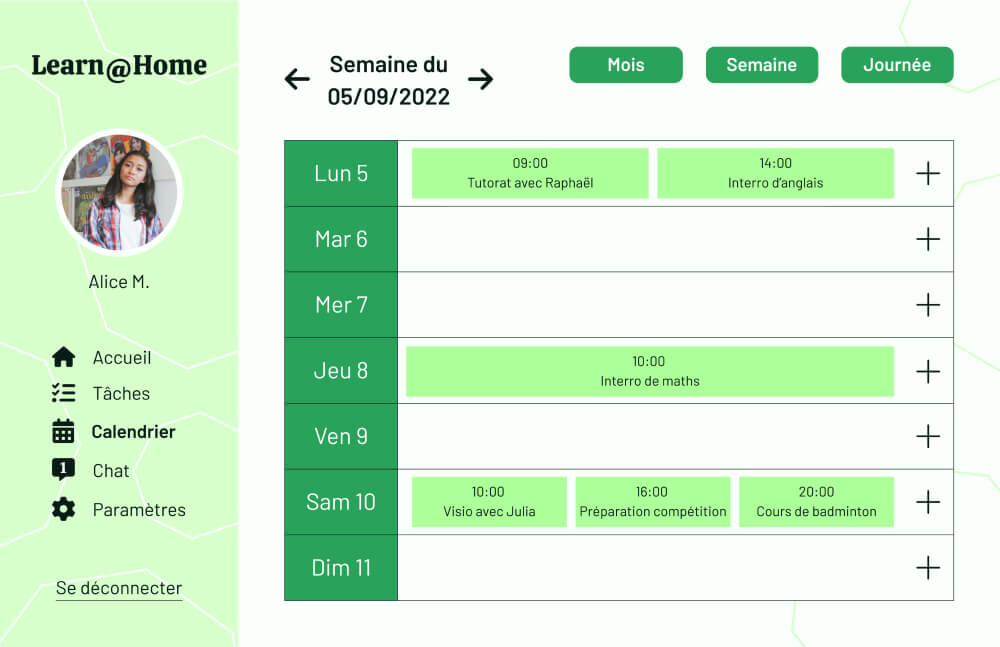 Learn@Home
Alice M.
Accueil
Tâches
Calendrier
1
Chat
Paramètres
Se déconnecter
Semaine du
05/09/2022
Mois
Semaine
Journée
Lun 5
09:00
Tutorat avec Raphaël
14:00
Interro d’anglais
Mar 6
Mer 7
Jeu 8
10:00
Interro de maths
Ven 9
Sam 10
10:00
Visio avec Julia
16:00
Préparation compétition
20:00
Cours de badminton
Dim 11